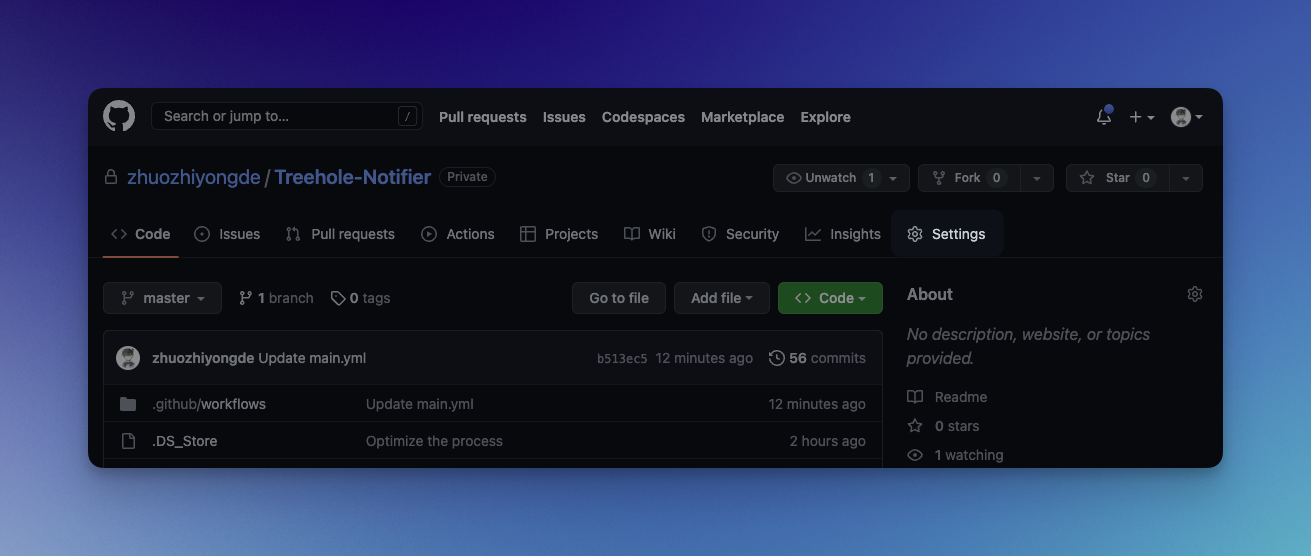 Search or jump to... / Pull requests Issues Codespaces Marketplace Explore
zhuozhiyongde / Treehole-Notifier Private Unwatch 1 Fork 0 Star 0
Code Issues Pull requests Actions Projects Wiki Security Insights Settings
master 1 branch 0 tags Go to file Add file Code
About
No description, website, or topics
provided.
zhuozhiyongde Update main.yml b513ec5 12 minutes ago 56 commits
.github/workflows Update main.yml 12 minutes ago
.DS_Store Optimize the process 2 hours ago
Readme
0 stars
1 watching